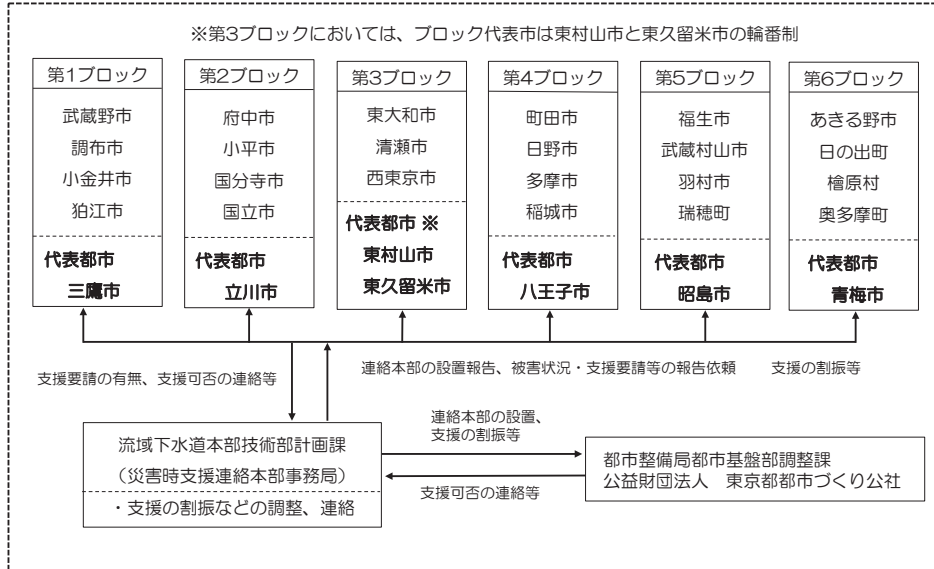 ※第3ブロックにおいては、ブロック代表市は東村山市と東久留米市の輪番制
第1ブロック
武蔵野市
調布市
小金井市
狛江市
代表都市
三鷹市
第2ブロック
府中市
小平市
国分寺市
国立市
代表都市
立川市
第3ブロック
東大和市
清瀬市
西東京市
代表都市 ※
東村山市
東久留米市
第4ブロック
町田市
日野市
多摩市
稲城市
代表都市
八王子市
第5ブロック
福生市
武蔵村山市
羽村市
瑞穂町
代表都市
昭島市
第6ブロック
あきる野市
日の出町
檜原村
奥多摩町
代表都市
青梅市
支援要請の有無、支援可否の連絡等
連絡本部の設置報告、被害状況・支援要請等の報告依頼
支援の割振等
流域下水道本部技術部計画課
（災害時支援連絡本部事務局）
・支援の割振などの調整、連絡
連絡本部の設置、
支援の割振等
支援可否の連絡等
都市整備局都市基盤部調整課
公益財団法人　東京都都市づくり公社